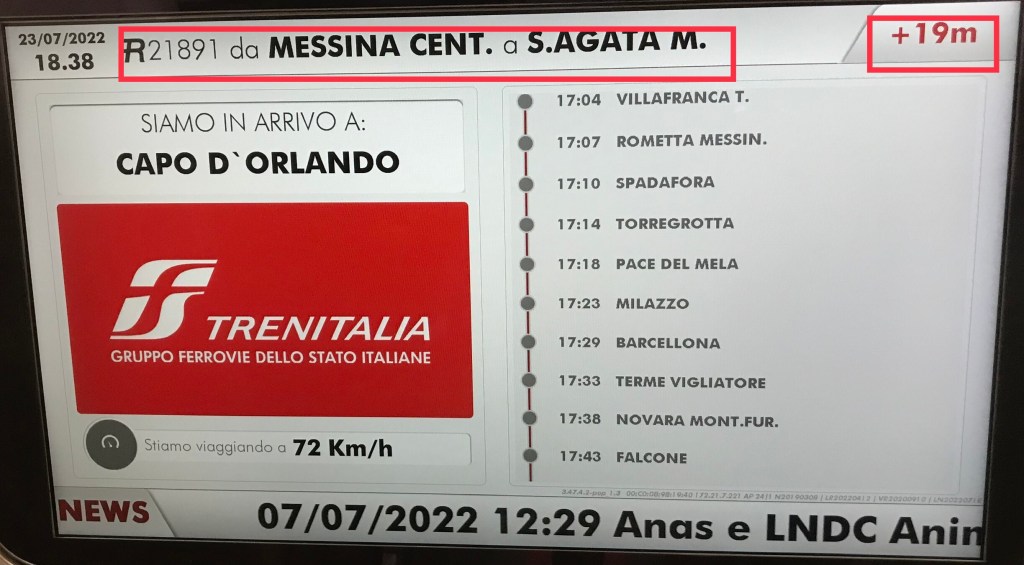 23/07/2022
18.38
R21891 da MESSINA CENT. a S.AGATA M.
+19m
SIAMO IN ARRIVO A:
CAPO D`ORLANDO
TRENITALIA
GRUPPO FERROVIE DELLO STATO ITALIANE
Stiamo viaggiando a 72 Km/h
17:04 VILLAFRANCA T.
17:07 ROMETTA MESSIN.
17:10 SPADAFORA
17:14 TORREGROTTA
17:18 PACE DEL MELA
17:23 MILAZZO
17:29 BARCELLONA
17:33 TERME VIGLIATORE
17:38 NOVARA MONT.FUR.
17:43 FALCONE
NEWS
07/07/2022 12:29 Anas e LNDC Anim